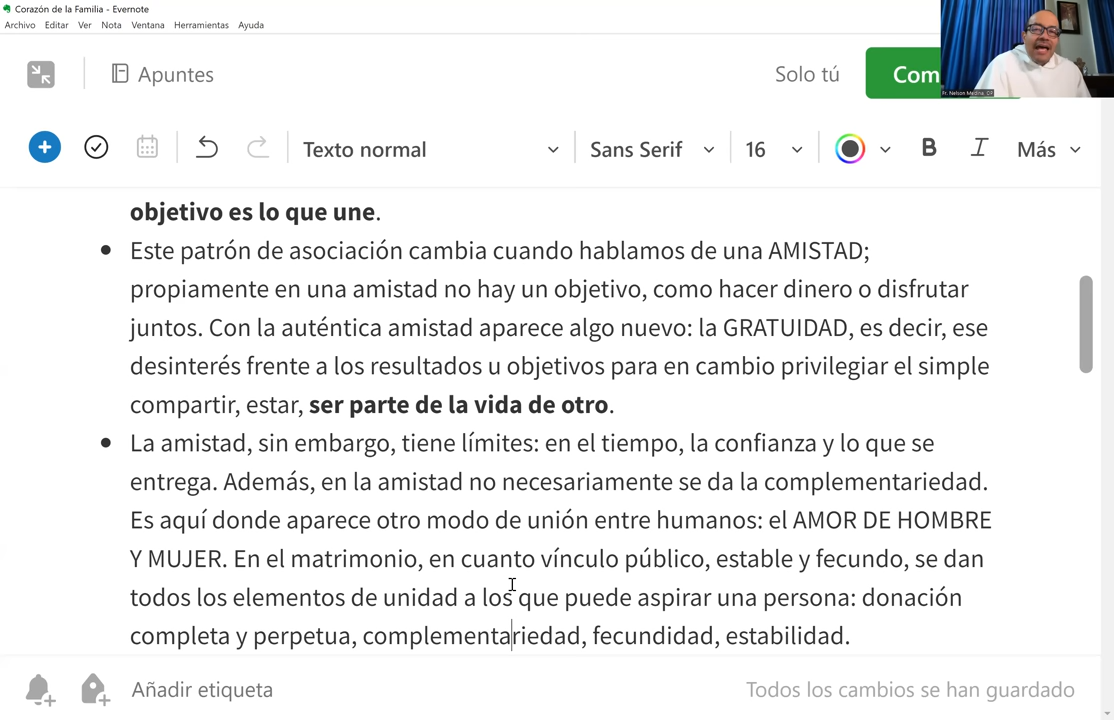 Corazón de la Familia - Evernote
Archivo Editar Ver Nota Ventana Herramientas Ayuda
Apuntes
Solo tú
Com
Fr. Nelson Medina, OP
Texto normal
Sans Serif
16
B
I
Más
objetivo es lo que une.
• Este patrón de asociación cambia cuando hablamos de una AMISTAD;
propiamente en una amistad no hay un objetivo, como hacer dinero o disfrutar
juntos. Con la auténtica amistad aparece algo nuevo: la GRATUIDAD, es decir, ese
desinterés frente a los resultados u objetivos para en cambio privilegiar el simple
compartir, estar, ser parte de la vida de otro.
• La amistad, sin embargo, tiene límites: en el tiempo, la confianza y lo que se
entrega. Además, en la amistad no necesariamente se da la complementariedad.
Es aquí donde aparece otro modo de unión entre humanos: el AMOR DE HOMBRE
Y MUJER. En el matrimonio, en cuanto vínculo público, estable y fecundo, se dan
todos los elementos de unidad a los que puede aspirar una persona: donación
completa y perpetua, complementariedad, fecundidad, estabilidad.
Añadir etiqueta
Todos los cambios se han guardado